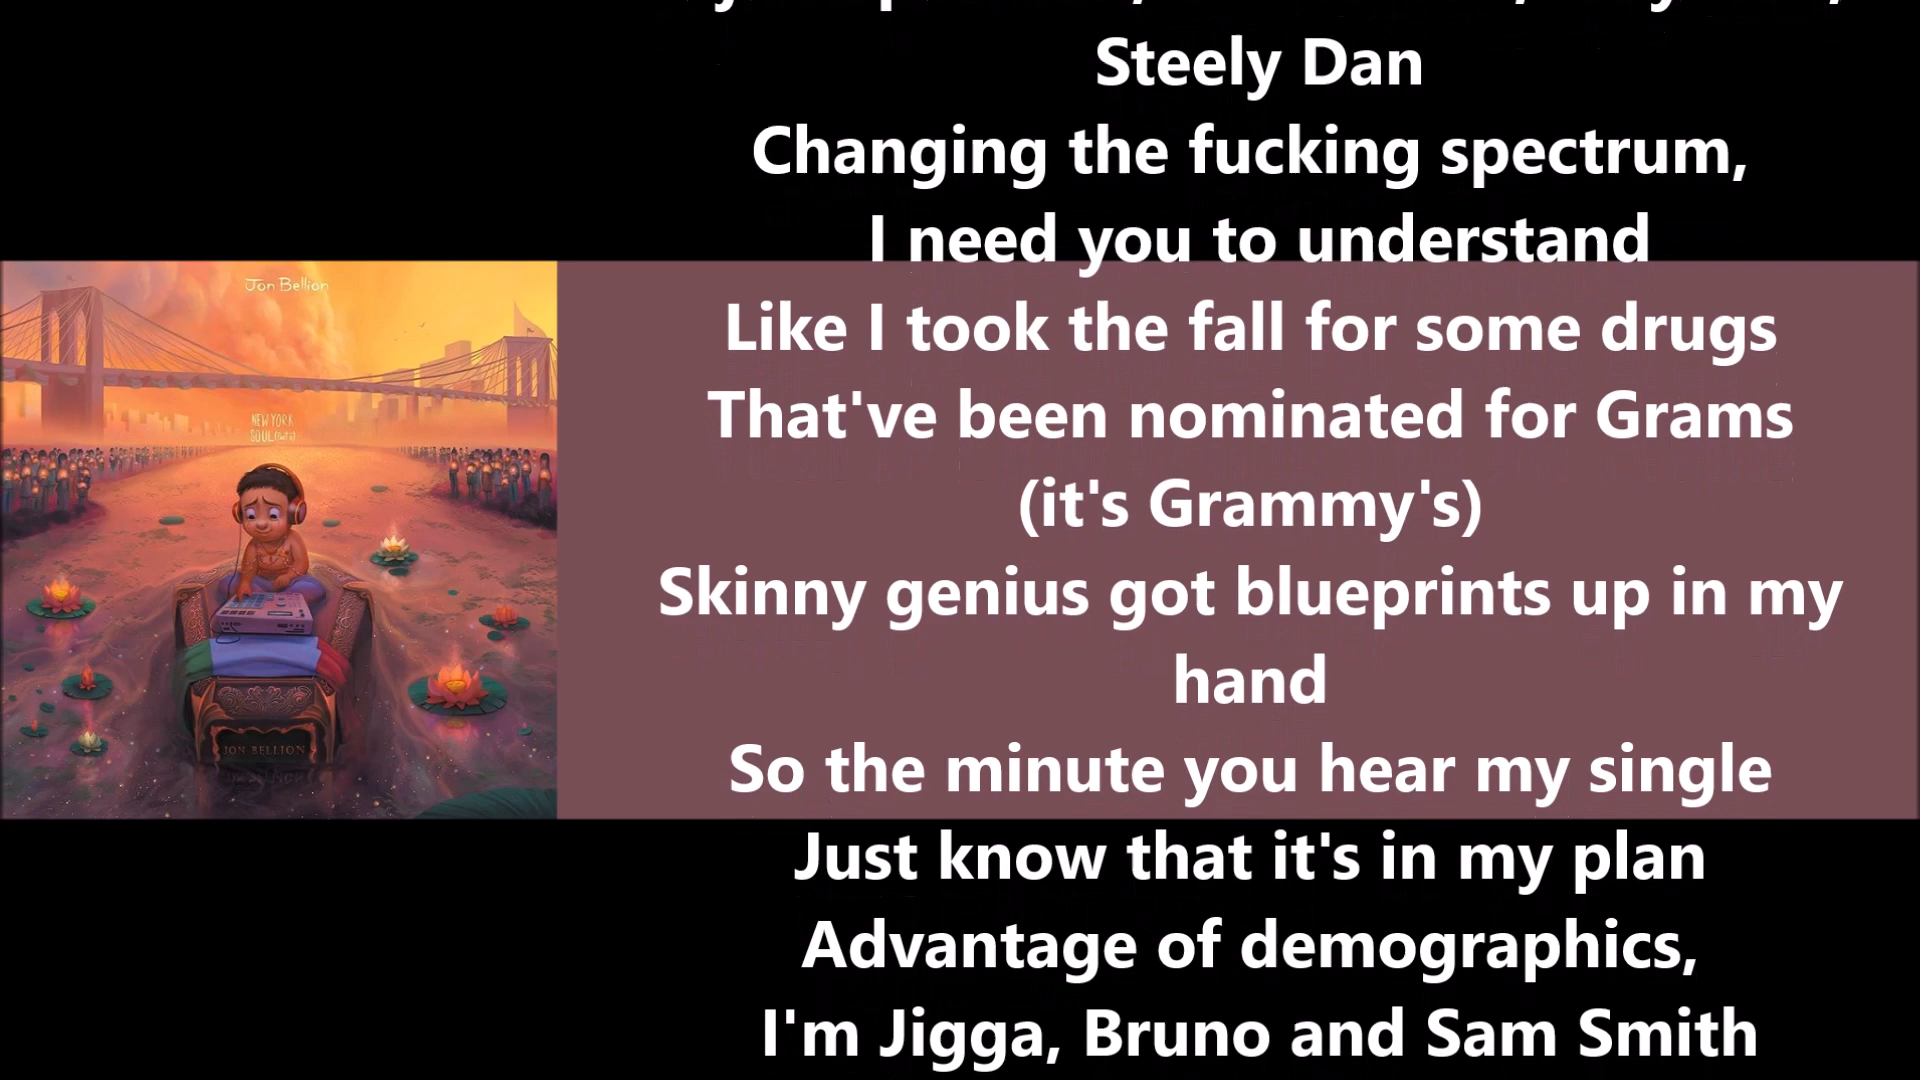 Steely Dan
Changing the fucking spectrum,
I need you to understand
Like I took the fall for some drugs
That've been nominated for Grams
(it's Grammy's)
Skinny genius got blueprints up in my
hand
So the minute you hear my single
Just know that it's in my plan
Advantage of demographics,
I'm Jigga, Bruno and Sam Smith
Jon Bellion
NEW YORK
SOUL
JON BELLION